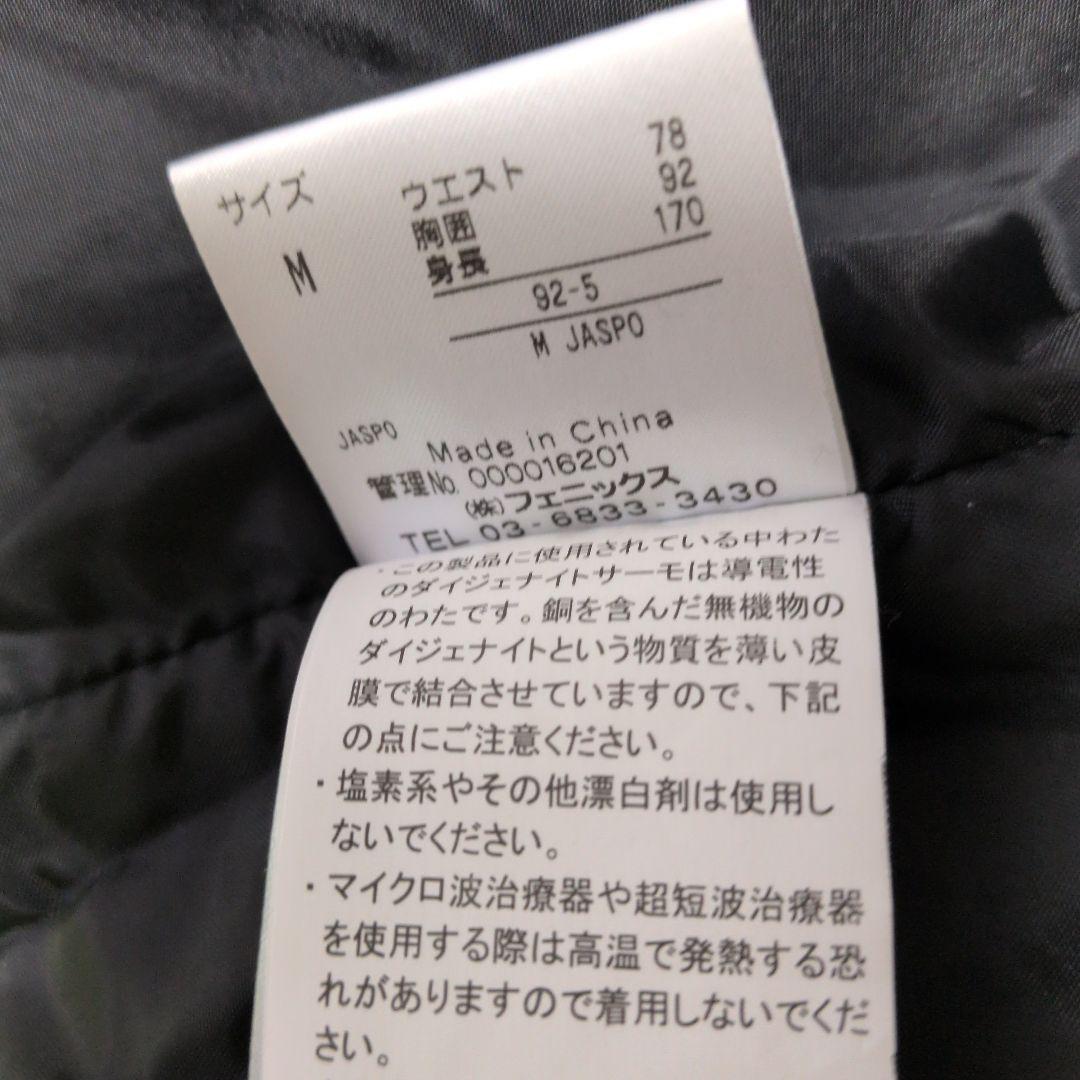 サイズ
M
ウエスト 78
胸囲 92
身長 170
92-5
M JASPO
JASPO
Made in China
管理No. 000016201
(株)フェニックス
TEL 03-6833-3430
・この製品に使用されている中わた
のダイジェナイトサーモは導電性
のわたです。銅を含んだ無機物の
ダイジェナイトという物質を薄い皮
膜で結合させていますので、下記
の点にご注意ください。
・塩素系やその他漂白剤は使用し
ないでください。
・マイクロ波治療器や超短波治療器
を使用する際は高温で発熱する恐
れがありますので着用しないでくだ
さい。